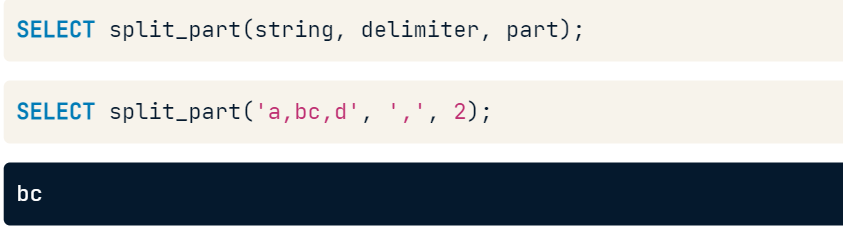 SELECT split_part(string, delimiter, part);
SELECT split_part('a,bc,d', ',', 2);
bc